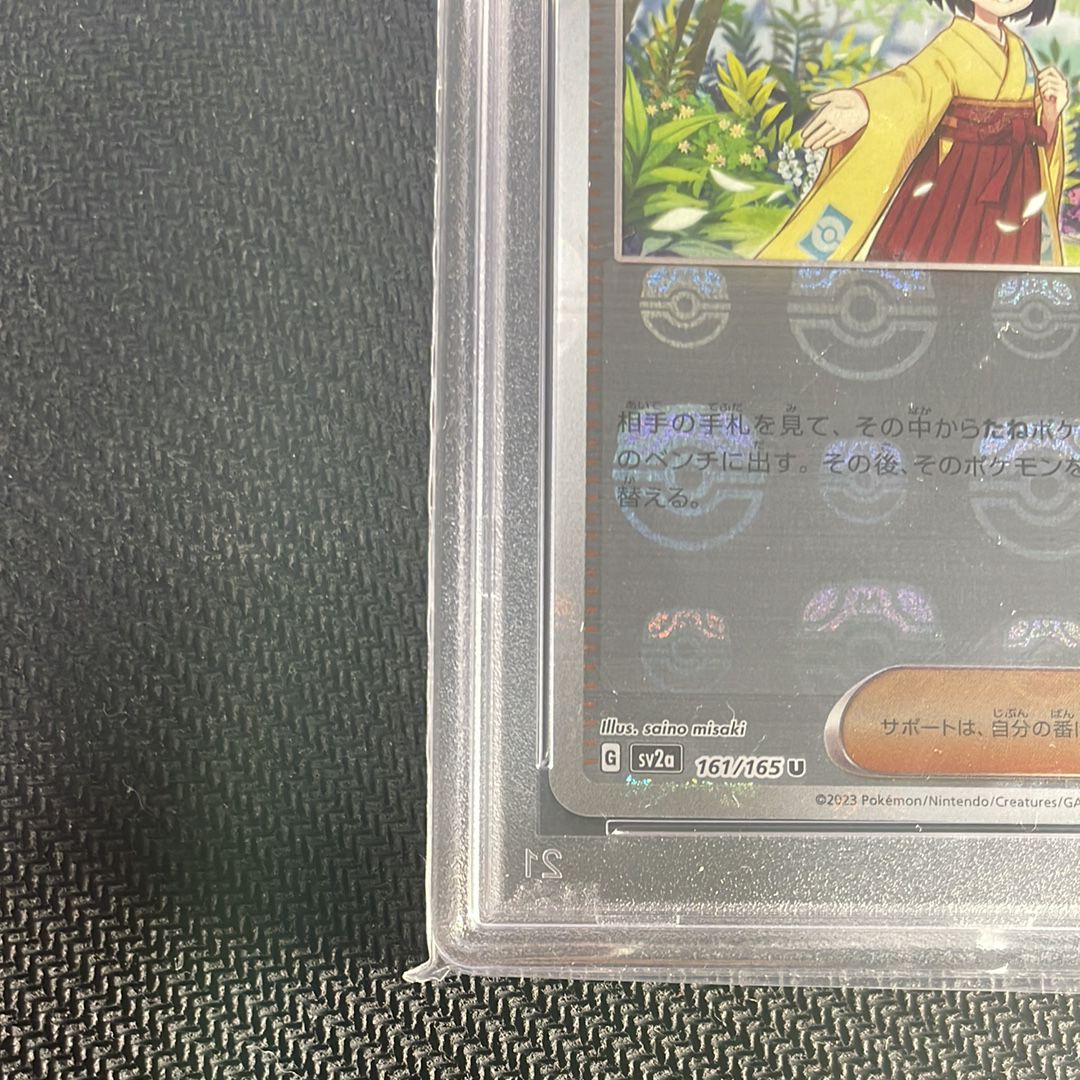 相手の手札を見て、その中からたねポケ
のベンチに出す。その後、そのポケモンを
替える。
Illus. saino misaki
サポートは、自分の番に
G sv2a 161/165 U
©2023 Pokémon/Nintendo/Creatures/GA
21